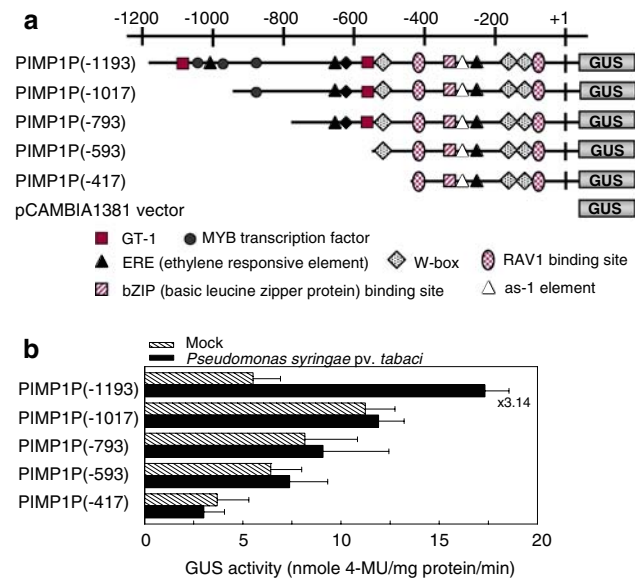 a
-1200 -1000 -800 -600 -400 -200 +1
PIMP1P(-1193) GUS
PIMP1P(-1017) GUS
PIMP1P(-793) GUS
PIMP1P(-593) GUS
PIMP1P(-417) GUS
pCAMBIA1381 vector GUS
GT-1 MYB transcription factor
ERE (ethylene responsive element) W-box RAV1 binding site
bZIP (basic leucine zipper protein) binding site as-1 element
b
Mock
Pseudomonas syringae pv. tabaci
PIMP1P(-1193)
x3.14
PIMP1P(-1017)
PIMP1P(-793)
PIMP1P(-593)
PIMP1P(-417)
0 5 10 15 20
GUS activity (nmole 4-MU/mg protein/min)